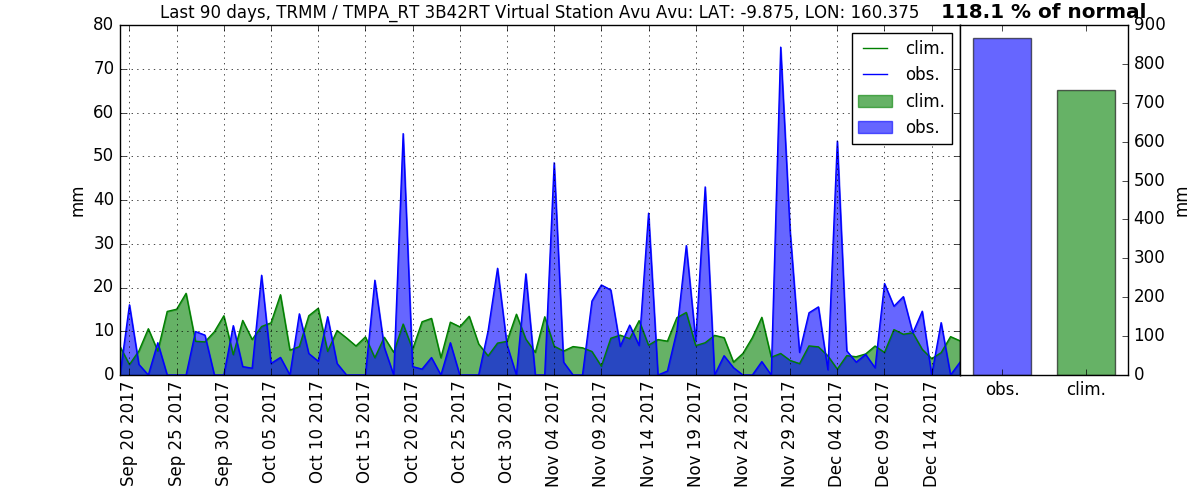 Last 90 days, TRMM / TMPA_RT 3B42RT Virtual Station Avu Avu: LAT: -9.875, LON: 160.375
118.1 % of normal
80
70
60
50
40
30
20
10
0
mm
clim.
obs.
clim.
obs.
900
800
700
600
500
400
300
200
100
0
mm
obs.
clim.
Sep 20 2017
Sep 25 2017
Sep 30 2017
Oct 05 2017
Oct 10 2017
Oct 15 2017
Oct 20 2017
Oct 25 2017
Oct 30 2017
Nov 04 2017
Nov 09 2017
Nov 14 2017
Nov 19 2017
Nov 24 2017
Nov 29 2017
Dec 04 2017
Dec 09 2017
Dec 14 2017